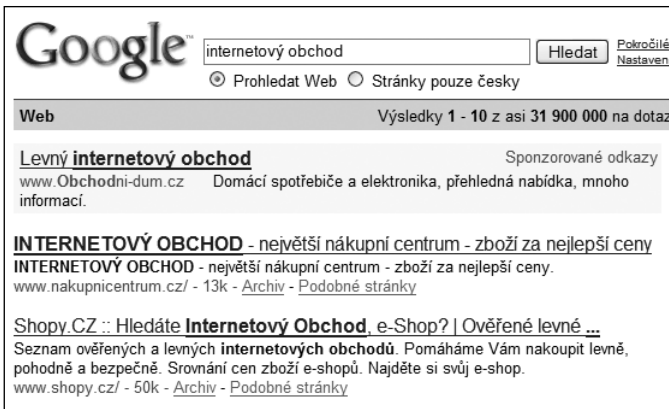 Google™
internetový obchod Hledat Pokročilé
Nastaven
Prohledat Web Stránky pouze česky
Web Výsledky 1 - 10 z asi 31 900 000 na dotaz
Levný internetový obchod Sponzorované odkazy
www.Obchodni-dum.cz Domácí spotřebiče a elektronika, přehledná nabídka, mnoho
informací.
INTERNETOVÝ OBCHOD - největší nákupní centrum - zboží za nejlepší ceny
INTERNETOVÝ OBCHOD - největší nákupní centrum - zboží za nejlepší ceny.
www.nakupnicentrum.cz/ - 13k - Archiv - Podobné stránky
Shopy.CZ :: Hledáte Internetový Obchod, e-Shop? | Ověřené levné ...
Seznam ověřených a levných internetových obchodů. Pomáháme Vám nakoupit levně,
pohodně a bezpečně. Srovnání cen zboží e-shopů. Najděte si svůj e-shop.
www.shopy.cz/ - 50k - Archiv - Podobné stránky